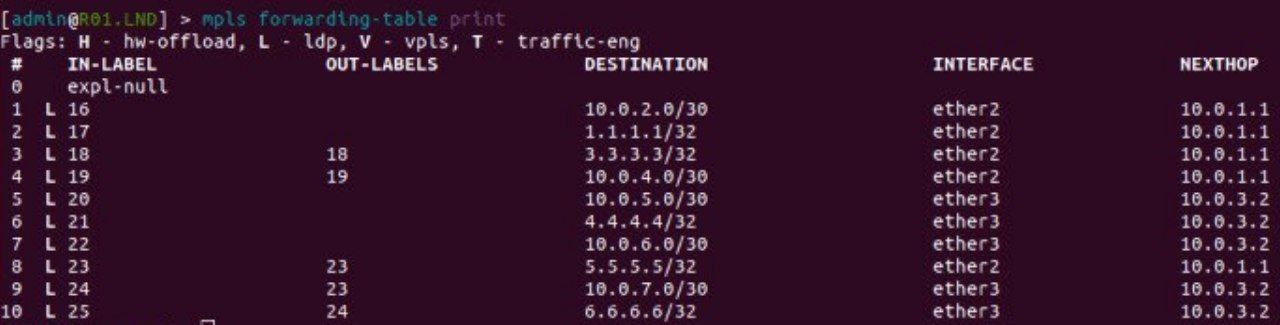 [admin@R01.LND] > mpls forwarding-table print
Flags: H - hw-offload, L - ldp, V - vpls, T - traffic-eng
# IN-LABEL OUT-LABELS DESTINATION INTERFACE NEXTHOP
0 expl-null
1 L 16 10.0.2.0/30 ether2 10.0.1.1
2 L 17 1.1.1.1/32 ether2 10.0.1.1
3 L 18 18 3.3.3.3/32 ether2 10.0.1.1
4 L 19 19 10.0.4.0/30 ether2 10.0.1.1
5 L 20 10.0.5.0/30 ether3 10.0.3.2
6 L 21 4.4.4.4/32 ether3 10.0.3.2
7 L 22 10.0.6.0/30 ether3 10.0.3.2
8 L 23 23 5.5.5.5/32 ether2 10.0.1.1
9 L 24 23 10.0.7.0/30 ether3 10.0.3.2
10 L 25 24 6.6.6.6/32 ether3 10.0.3.2